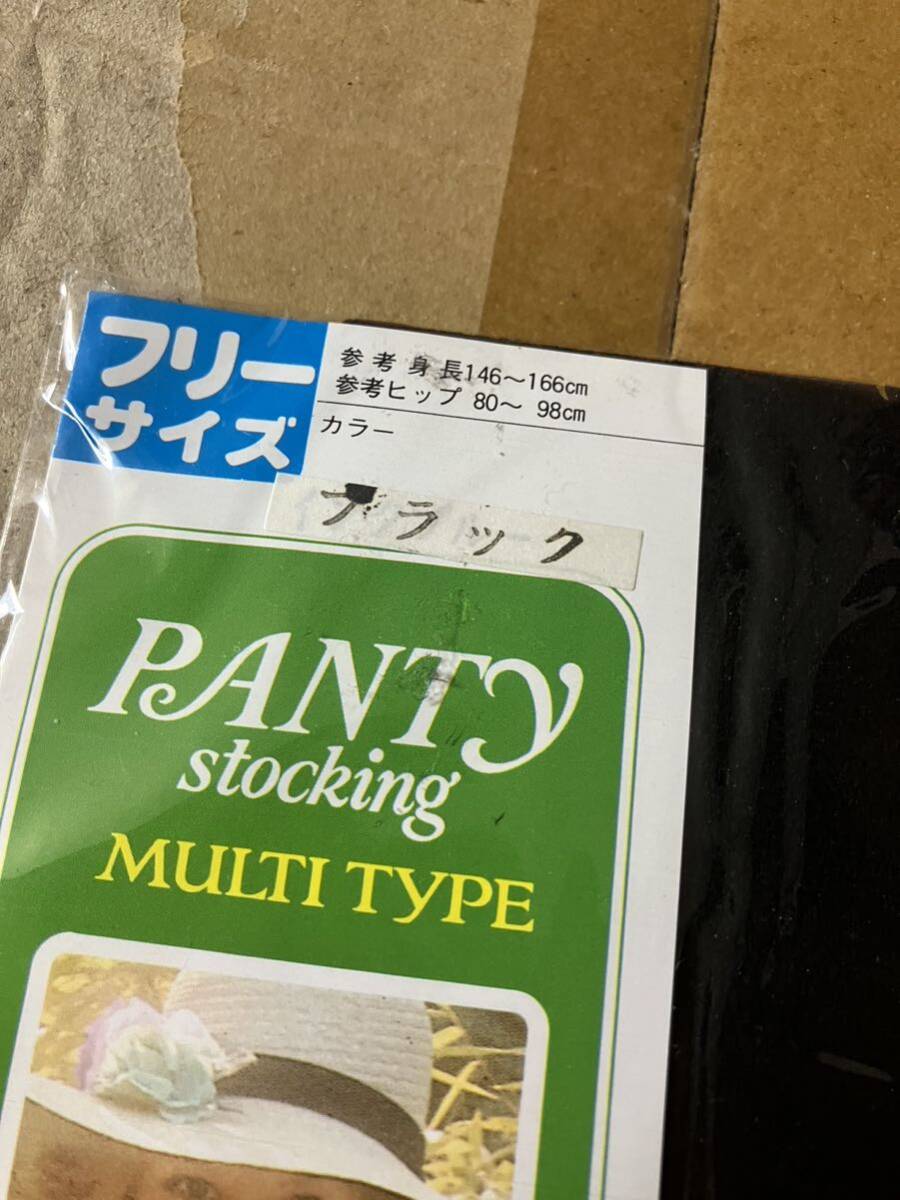 フリー
サイズ
参考身長146〜166cm
参考ヒップ 80〜 98cm
カラー
ブラック
PANTY
stocking
MULTI TYPE